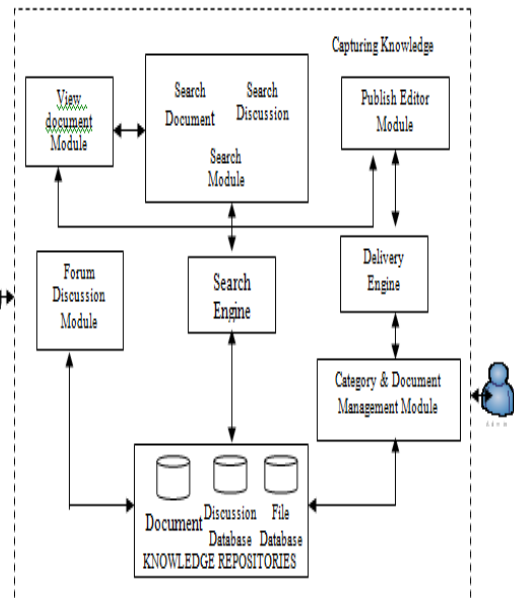 Capturing Knowledge
View
document
Module
Search
Document
Search
Discussion
Search
Module
Publish Editor
Module
Forum
Discussion
Module
Search
Engine
Delivery
Engine
Category & Document
Management Module
Document
Discussion
Database
File
Database
KNOWLEDGE REPOSITORIES